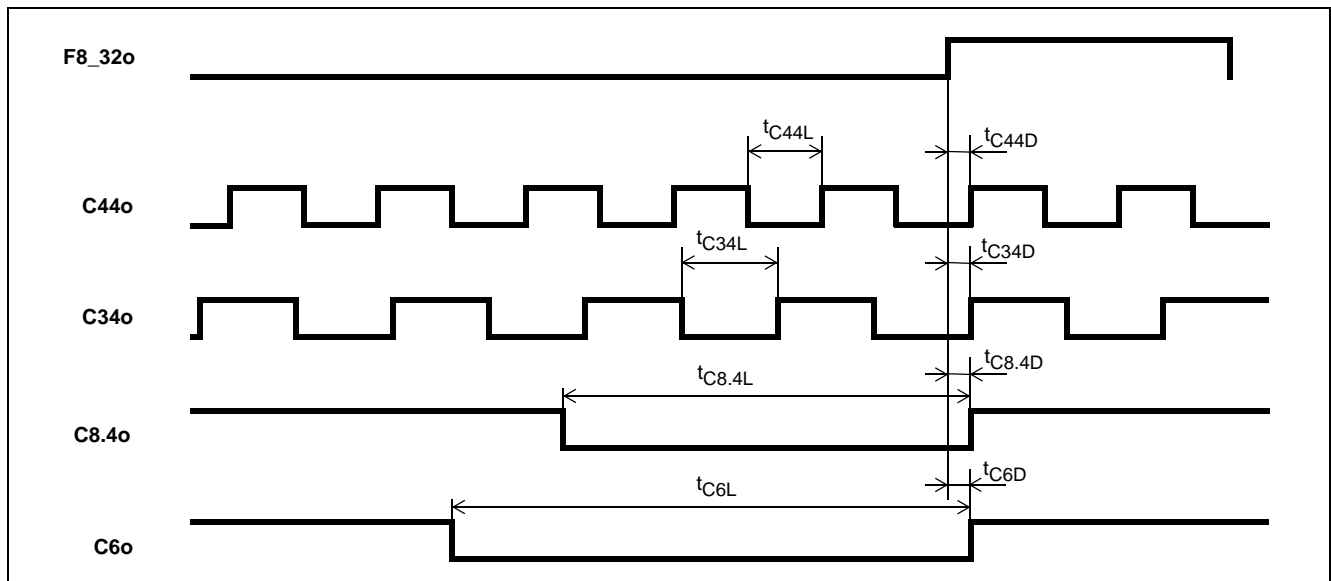 F8_32o
tC44L
tC44D
C44o
tC34L
tC34D
C34o
tC8.4L
tC8.4D
C8.4o
tC6L
tC6D
C6o